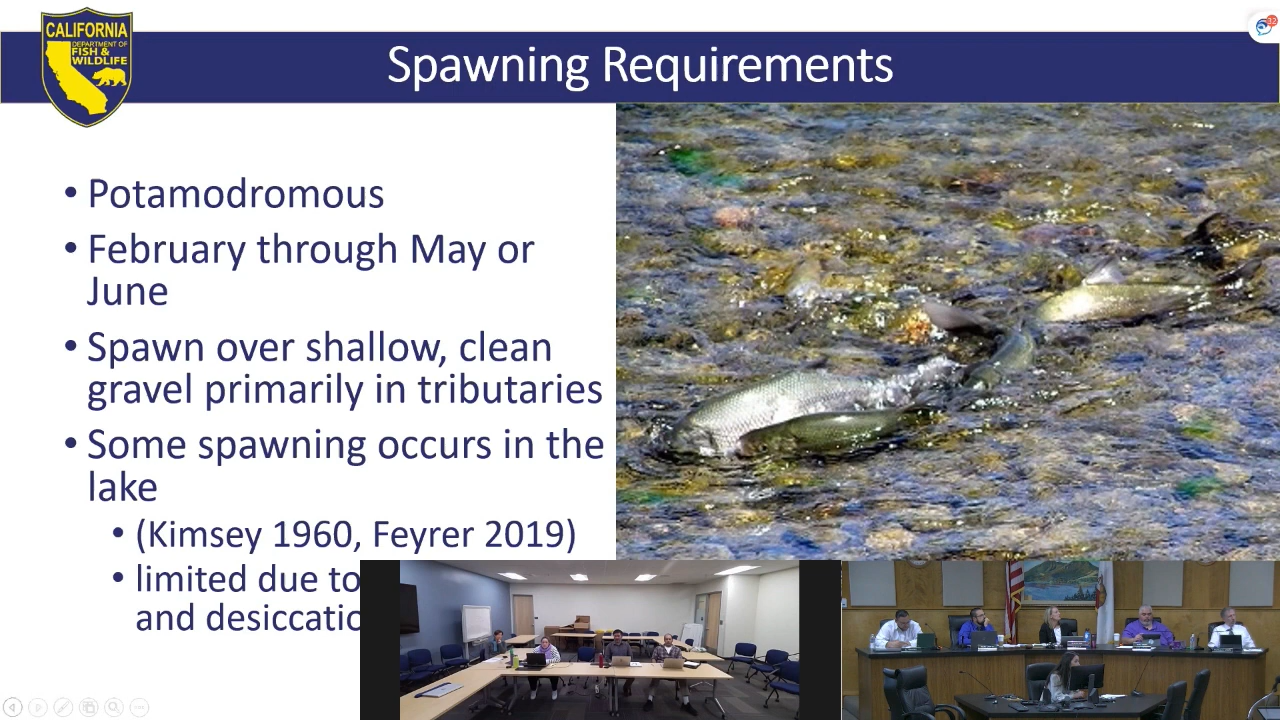 CALIFORNIA
DEPARTMENT OF
FISH &
WILDLIFE
Spawning Requirements
• Potamodromous
• February through May or
June
• Spawn over shallow, clean
gravel primarily in tributaries
• Some spawning occurs in the
lake
• (Kimsey 1960, Feyrer 2019)
• limited due to
and desiccatio